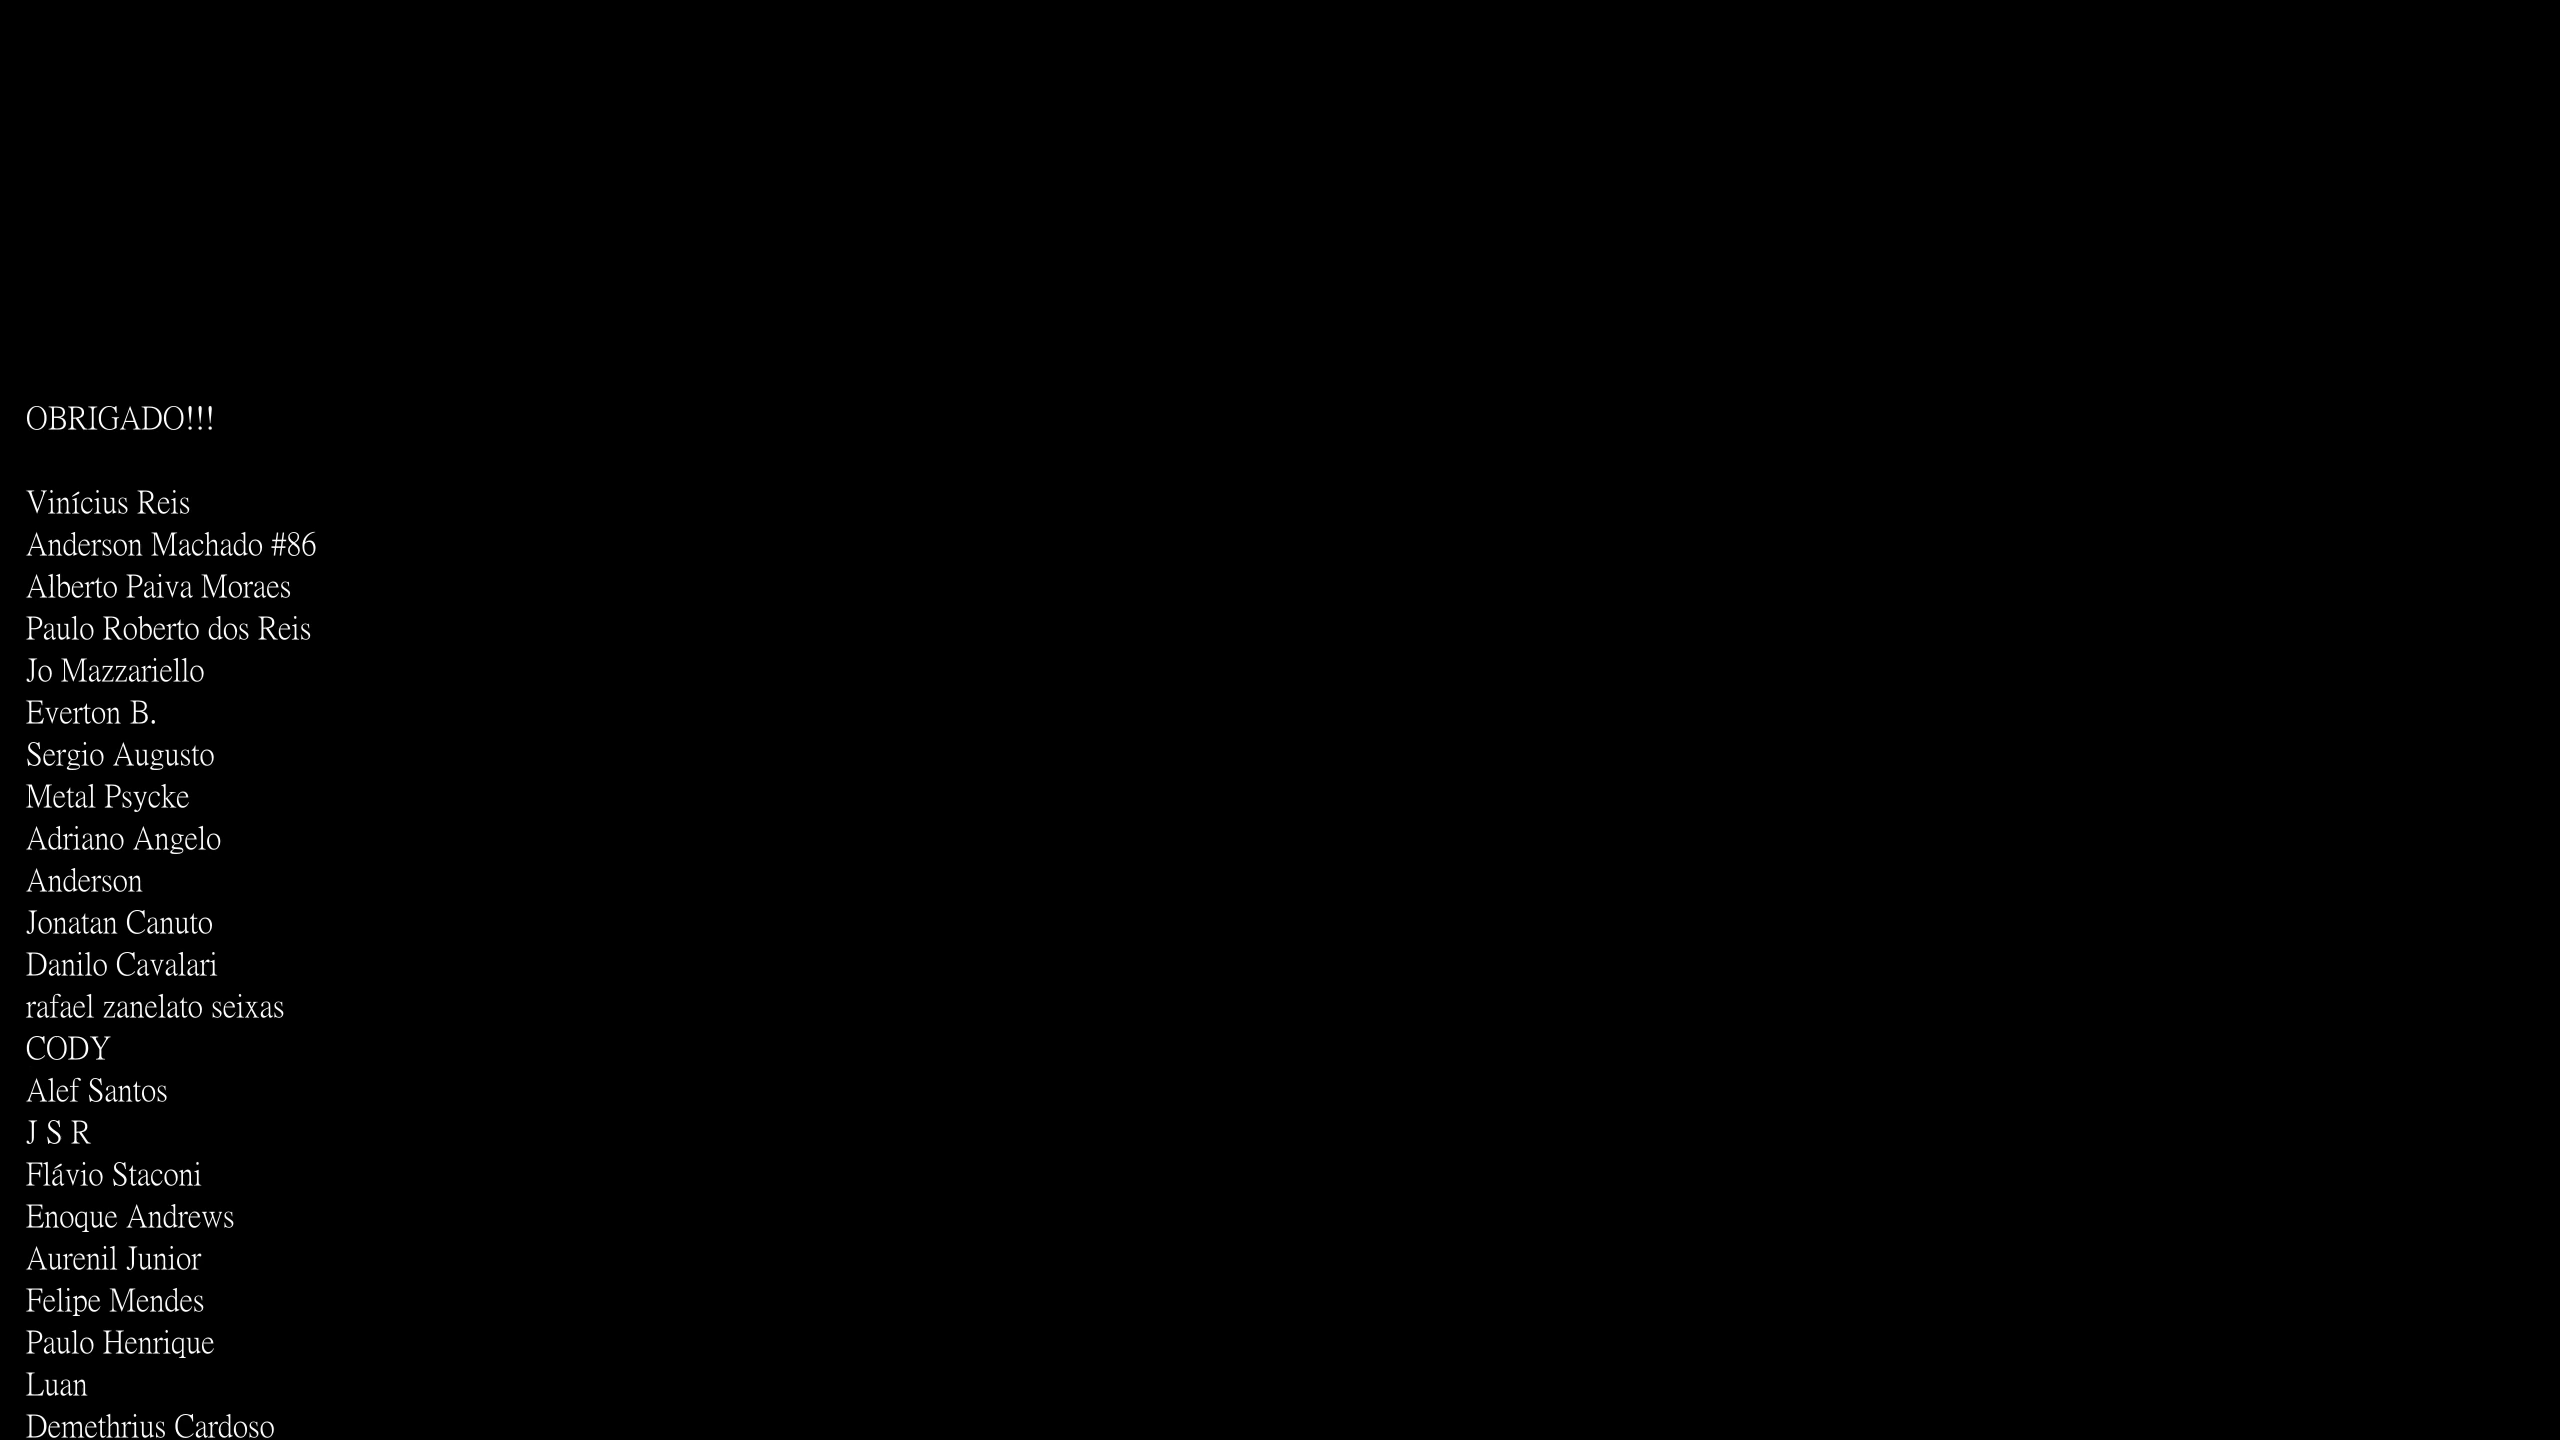 OBRIGADO!!!
Vinícius Reis
Anderson Machado #86
Alberto Paiva Moraes
Paulo Roberto dos Reis
Jo Mazzariello
Everton B.
Sergio Augusto
Metal Psycke
Adriano Angelo
Anderson
Jonatan Canuto
Danilo Cavalari
rafael zanelato seixas
CODY
Alef Santos
J S R
Flávio Staconi
Enoque Andrews
Aurenil Junior
Felipe Mendes
Paulo Henrique
Luan
Demethrius Cardoso